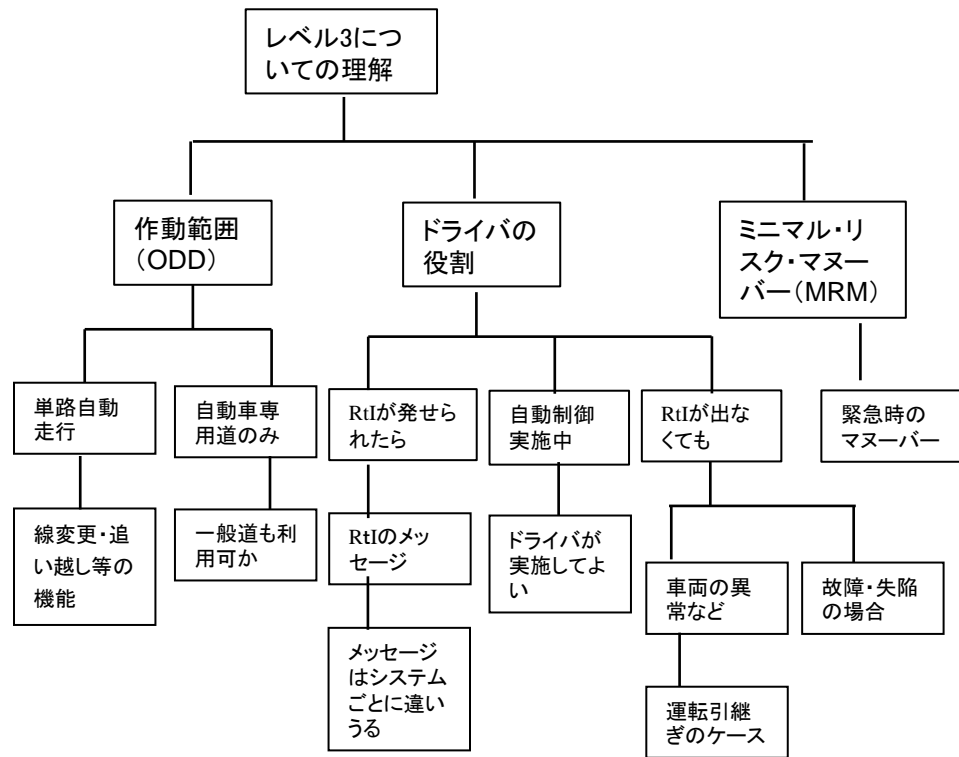 レベル3につ
いての理解
作動範囲
(ODD)
ドライバの
役割
ミニマル・リ
スク・マヌー
バー(MRM)
単路自動
走行
自動車専
用道のみ
RtIが発せら
れたら
自動制御
実施中
RtIが出な
くても
緊急時の
マヌーバー
線変更・追
い越し等の
機能
一般道も利
用可か
RtIのメッ
セージ
ドライバが
実施してよ
い
車両の異
常など
故障・失陥
の場合
メッセージ
はシステム
ごとに違い
うる
運転引継
ぎのケース